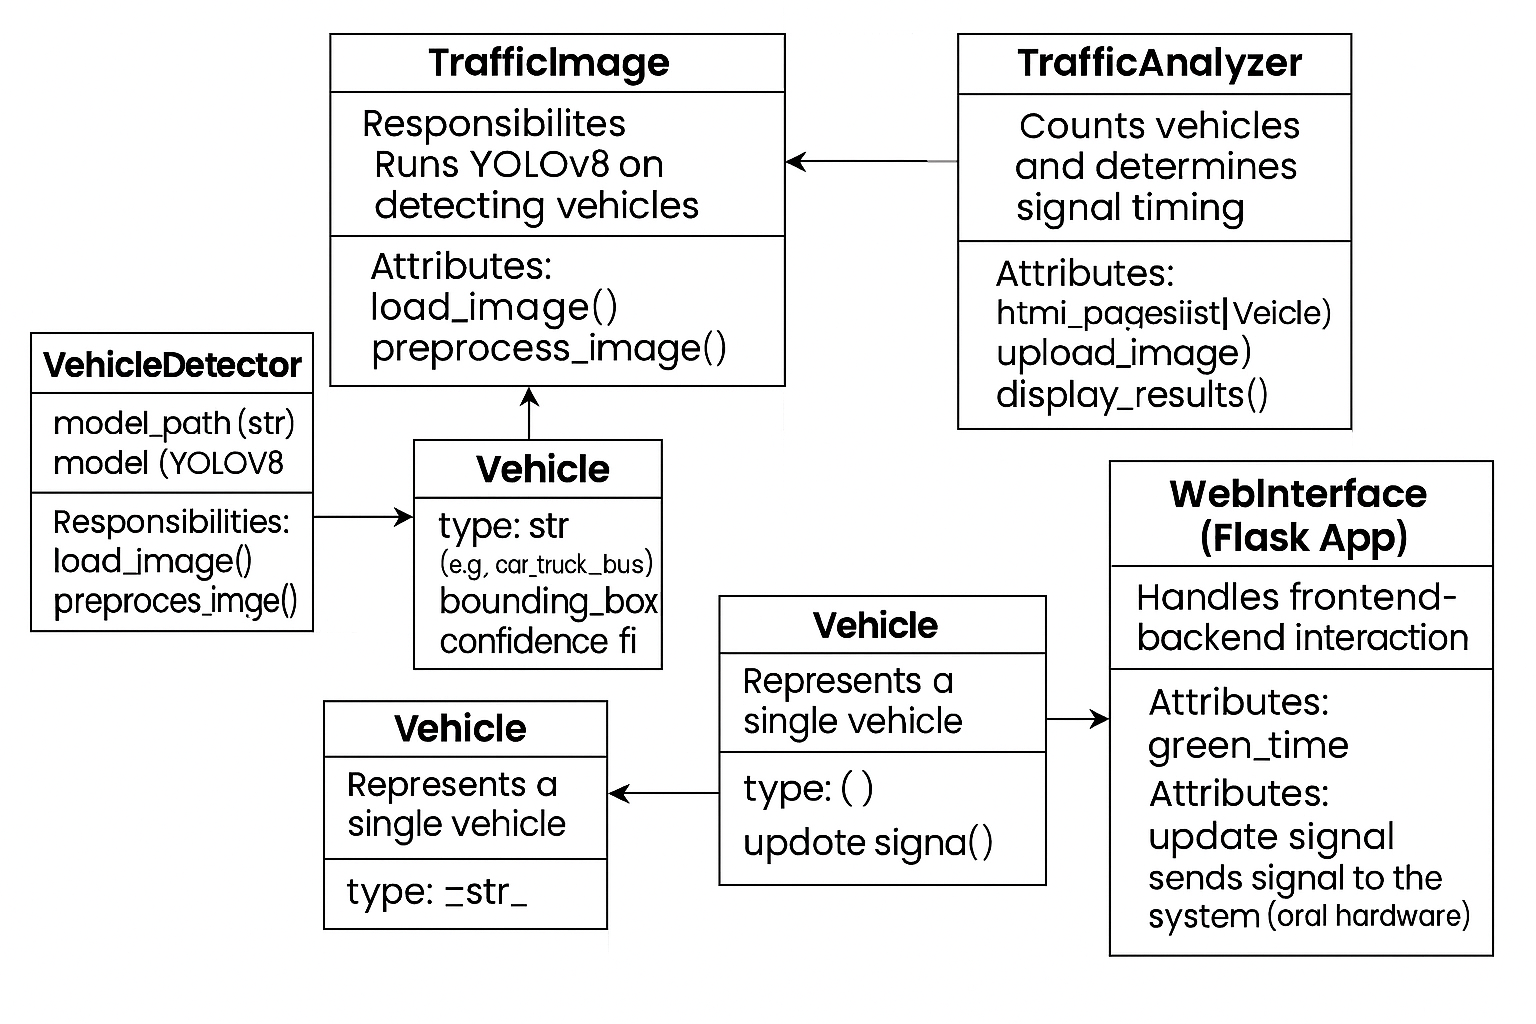 TrafficImage
Responsibilites
Runs YOLOv8 on
detecting vehicles
Attributes:
load_image()
preprocess_image()
TrafficAnalyzer
Counts vehicles
and determines
signal timing
Attributes:
htmi_pagesiist|Veicle)
upload_image)
display_results()
VehicleDetector
model_path (str)
model (YOLOV8
Responsibilities:
load_image()
preproces_imge()
Vehicle
type: str
(e.g, car_truck_bus)
bounding_box
confidence fi
Vehicle
Represents a
single vehicle
type: _str_
Vehicle
Represents a
single vehicle
type: ( )
updote signa()
WebInterface
(Flask App)
Handles frontend-
backend interaction
Attributes:
green_time
Attributes:
update signal
sends signal to the
system (oral hardware)